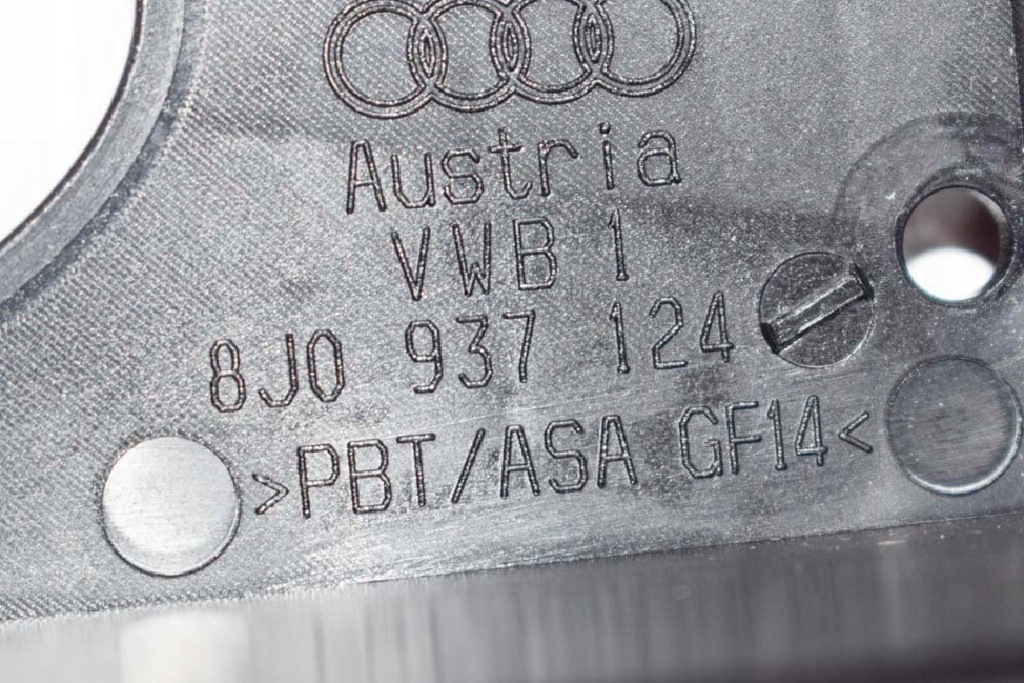 Austria
VWB 1
8J0 937 124
>PBT/ASA GF14<